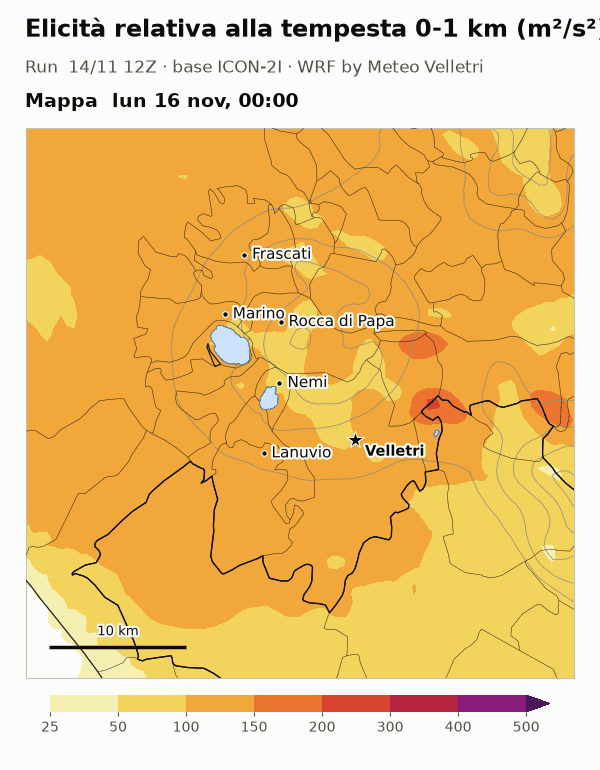 Elicità relativa alla tempesta 0-1 km (m²/s²)
Run 14/11 12Z · base ICON-2I · WRF by Meteo Velletri
Mappa lun 16 nov, 00:00
Frascati
Marino
Rocca di Papa
Nemi
Velletri
Lanuvio
10 km
25 50 100 150 200 300 400 500